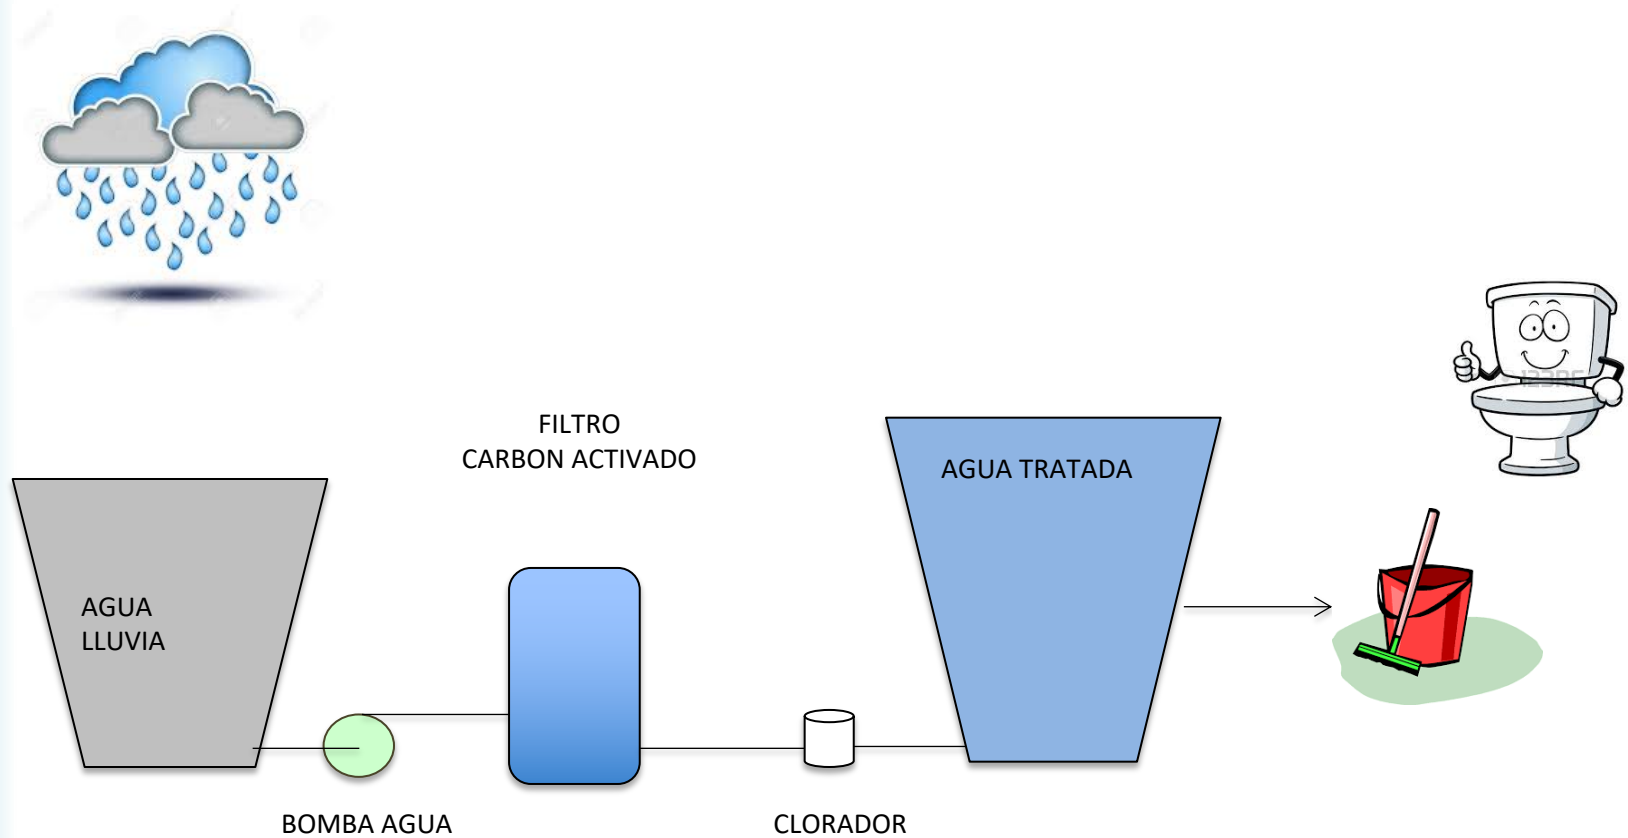 FILTRO
CARBON ACTIVADO
AGUA TRATADA
AGUA
LLUVIA
BOMBA AGUA
CLORADOR